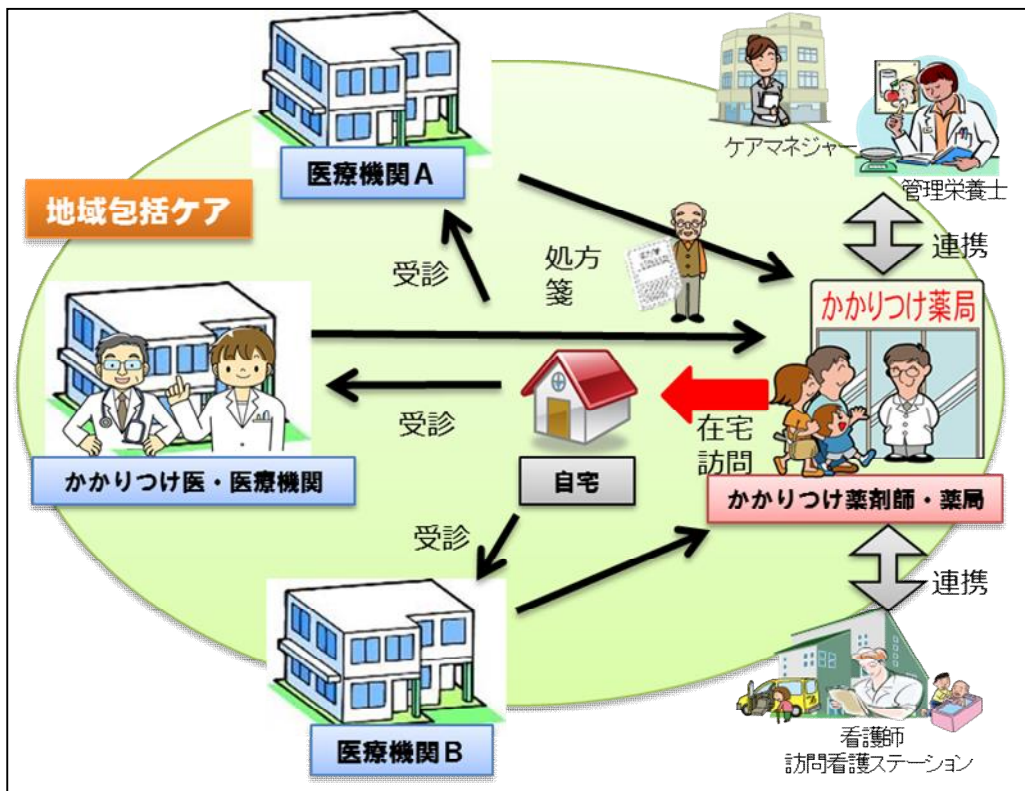 ケアマネジャー
管理栄養士
医療機関A
地域包括ケア
連携
受診
処方
箋
かかりつけ薬局
受診
在宅
訪問
かかりつけ医・医療機関
自宅
かかりつけ薬剤師・薬局
受診
連携
医療機関B
看護師
訪問看護ステーション